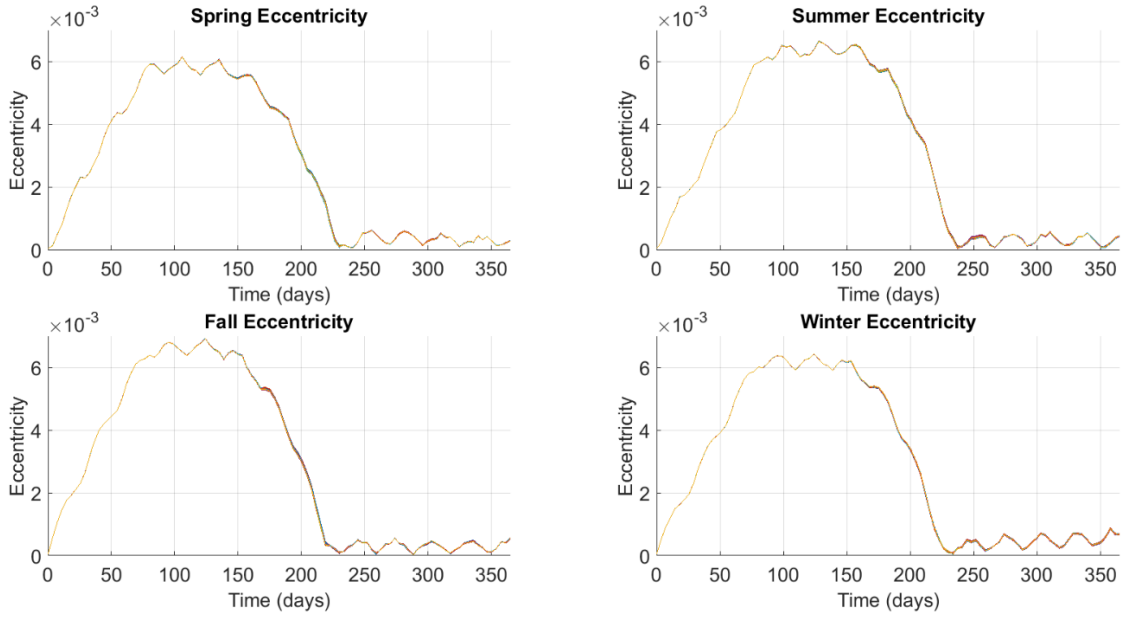 Spring Eccentricity
×10⁻³
6
4
2
0
Eccentricity
0 50 100 150 200 250 300 350
Time (days)
Summer Eccentricity
×10⁻³
6
4
2
0
Eccentricity
0 50 100 150 200 250 300 350
Time (days)
Fall Eccentricity
×10⁻³
6
4
2
0
Eccentricity
0 50 100 150 200 250 300 350
Time (days)
Winter Eccentricity
×10⁻³
6
4
2
0
Eccentricity
0 50 100 150 200 250 300 350
Time (days)